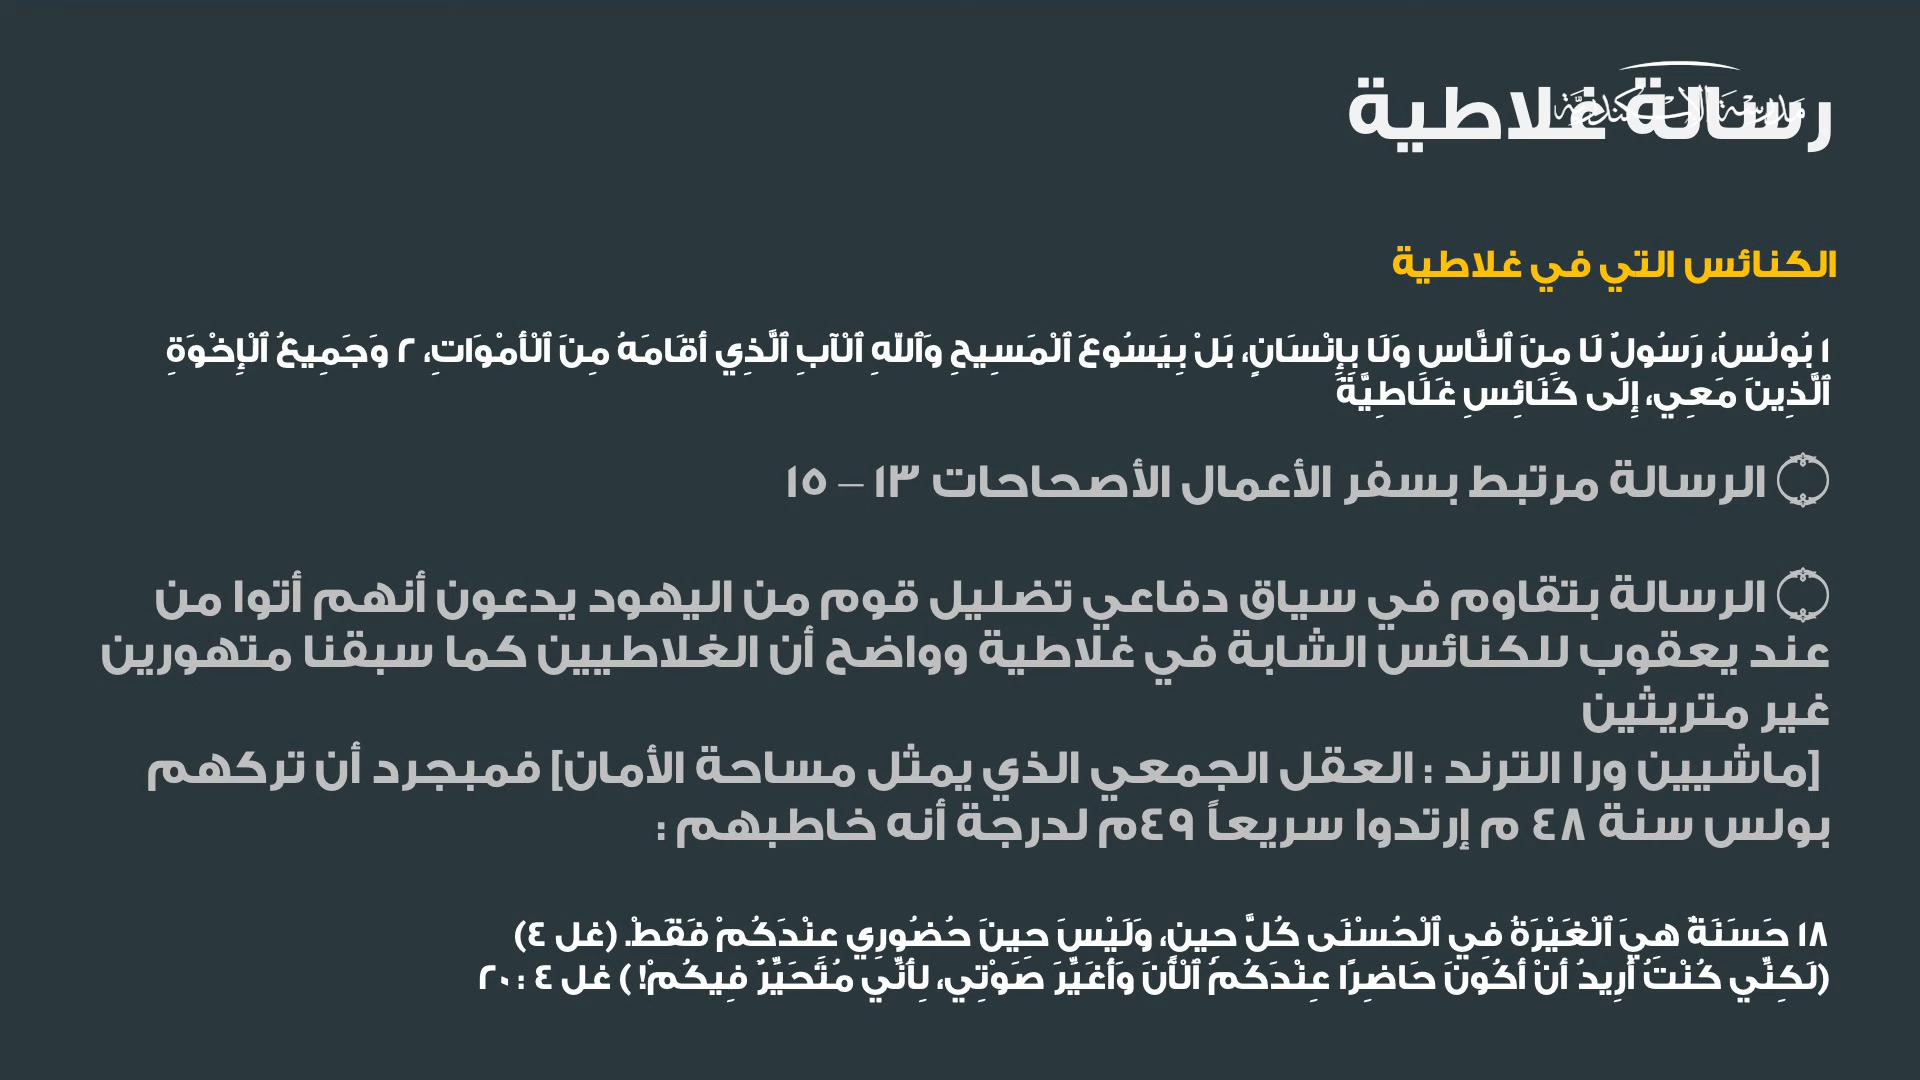 مدرسة الإسكندرية
رسالة غلاطية
الكنائس التي في غلاطية
١ بُولُسُ، رَسُولٌ لَا مِنَ ٱلنَّاسِ وَلَا بِإِنْسَانٍ، بَلْ بِيَسُوعَ ٱلْمَسِيحِ وَٱللهِ ٱلْآبِ ٱلَّذِي أَقَامَهُ مِنَ ٱلْأَمْوَاتِ، ٢ وَجَمِيعُ ٱلْإِخْوَةِ
ٱلَّذِينَ مَعِي، إِلَى كَنَائِسِ غَلَاطِيَّةَ
۝ الرسالة مرتبط بسفر الأعمال الأصحاحات ١٣ – ١٥
۝ الرسالة بتقاوم في سياق دفاعي تضليل قوم من اليهود يدعون أنهم أتوا من
عند يعقوب للكنائس الشابة في غلاطية وواضح أن الغلاطيين كما سبقنا متهورين
غير متريثين
[ماشيين ورا الترند : العقل الجمعي الذي يمثل مساحة الأمان] فمبجرد أن تركهم
بولس سنة ٤٨ م إرتدوا سريعاً ٤٩م لدرجة أنه خاطبهم :
١٨ حَسَنَةٌ هِيَ ٱلْغَيْرَةُ فِي ٱلْحُسْنَى كُلَّ حِينٍ، وَلَيْسَ حِينَ حُضُورِي عِنْدَكُمْ فَقَطْ. (غل ٤)
(لَكِنِّي كُنْتُ أُرِيدُ أَنْ أَكُونَ حَاضِرًا عِنْدَكُمُ ٱلْآنَ وَأُغَيِّرَ صَوْتِي، لِأَنِّي مُتَحَيِّرٌ فِيكُمْ! ) غل ٤ :٢٠